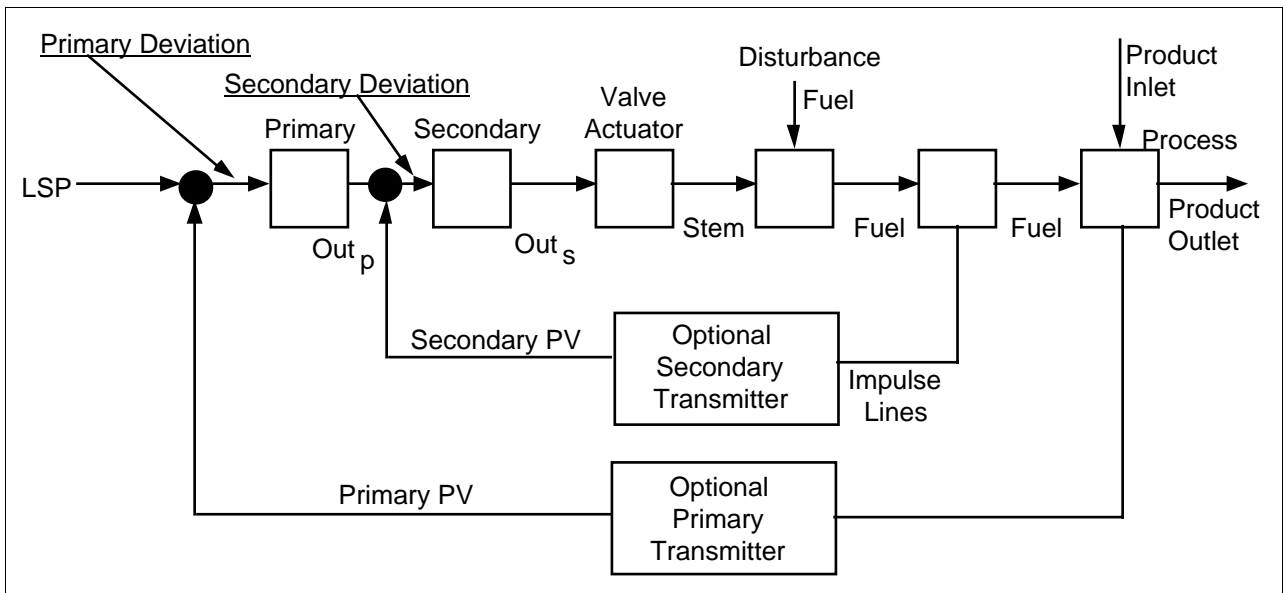 Primary Deviation
Secondary Deviation
Disturbance
Fuel
Product
Inlet
Valve
Actuator
Primary
Secondary
Process
LSP
Out p
Out s
Stem
Fuel
Fuel
Product
Outlet
Secondary PV
Optional
Secondary
Transmitter
Impulse
Lines
Primary PV
Optional
Primary
Transmitter